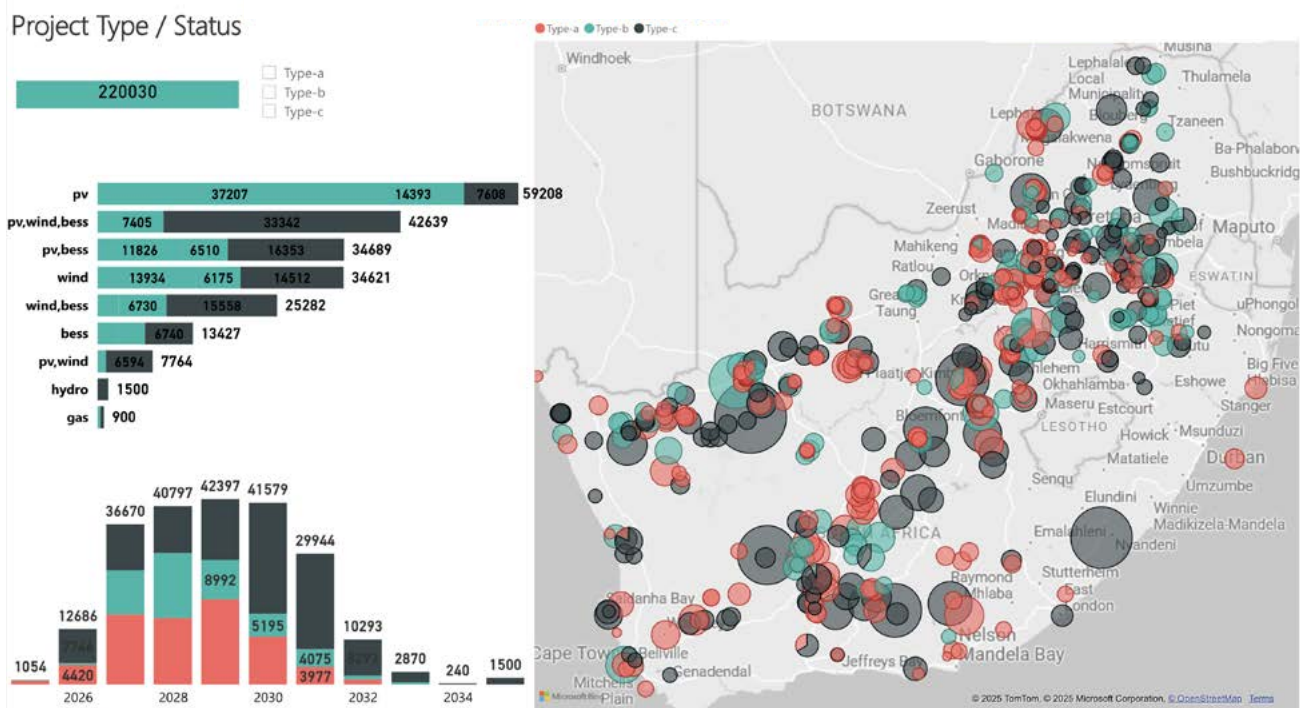 Project Type / Status
220030
Type-a
Type-b
Type-c
pv 37207 14393 7608 59208
pv,wind,bess 7405 33342 42639
pv,bess 11826 6510 16353 34689
wind 13934 6175 14512 34621
wind,bess 6730 15558 25282
bess 6740 13427
pv,wind 6594 7764
hydro 1500
gas 900
42397
40797 41579
36670
29944
8992
12686
5195 10293
1054 4075 2870 1500
4420 3977 240
2026 2028 2030 2032 2034
Type-a Type-b Type-c
Windhoek
Musina
Lephalale
Local
Municipality
Thulamela
BOTSWANA
Tzaneen
Ba-Phalabor
Gaborone
Bushbuckridg
Zeerust
Maputo
Mahikeng
Ratlou
ESWATINI
Taung
Piet
uPhongol
Nongoma
Harrismith
Big Five
Hlabisa
Okhahlamba
Eshowe
Maseru
Estcourt
Stanger
Bloemfont
LESOTHO
Howick
Msunduzi
Matatiele
Durban
Senqu
Umzumbe
Elundini
Winnie
Madikizela-Mandela
Emalahleni
Nyandeni
Raymond
Mhlaba
Stutterheim
East
London
Saldanha Bay
Nelson
Mandela Bay
Cape Town
Bellville
Jeffreys Bay
Genadendal
Mitchells
Plain
© 2025 TomTom, © 2025 Microsoft Corporation, © OpenStreetMap Terms